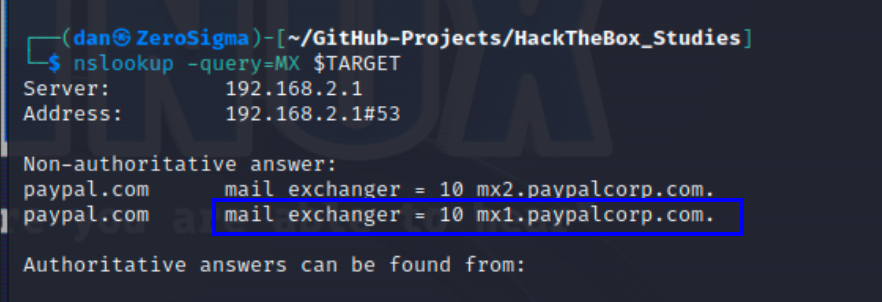 ┌──(dan㉿ZeroSigma)-[~/GitHub-Projects/HackTheBox_Studies]
└─$ nslookup -query=MX $TARGET
Server:         192.168.2.1
Address:        192.168.2.1#53
Non-authoritative answer:
paypal.com      mail exchanger = 10 mx2.paypalcorp.com.
paypal.com      mail exchanger = 10 mx1.paypalcorp.com.
Authoritative answers can be found from: